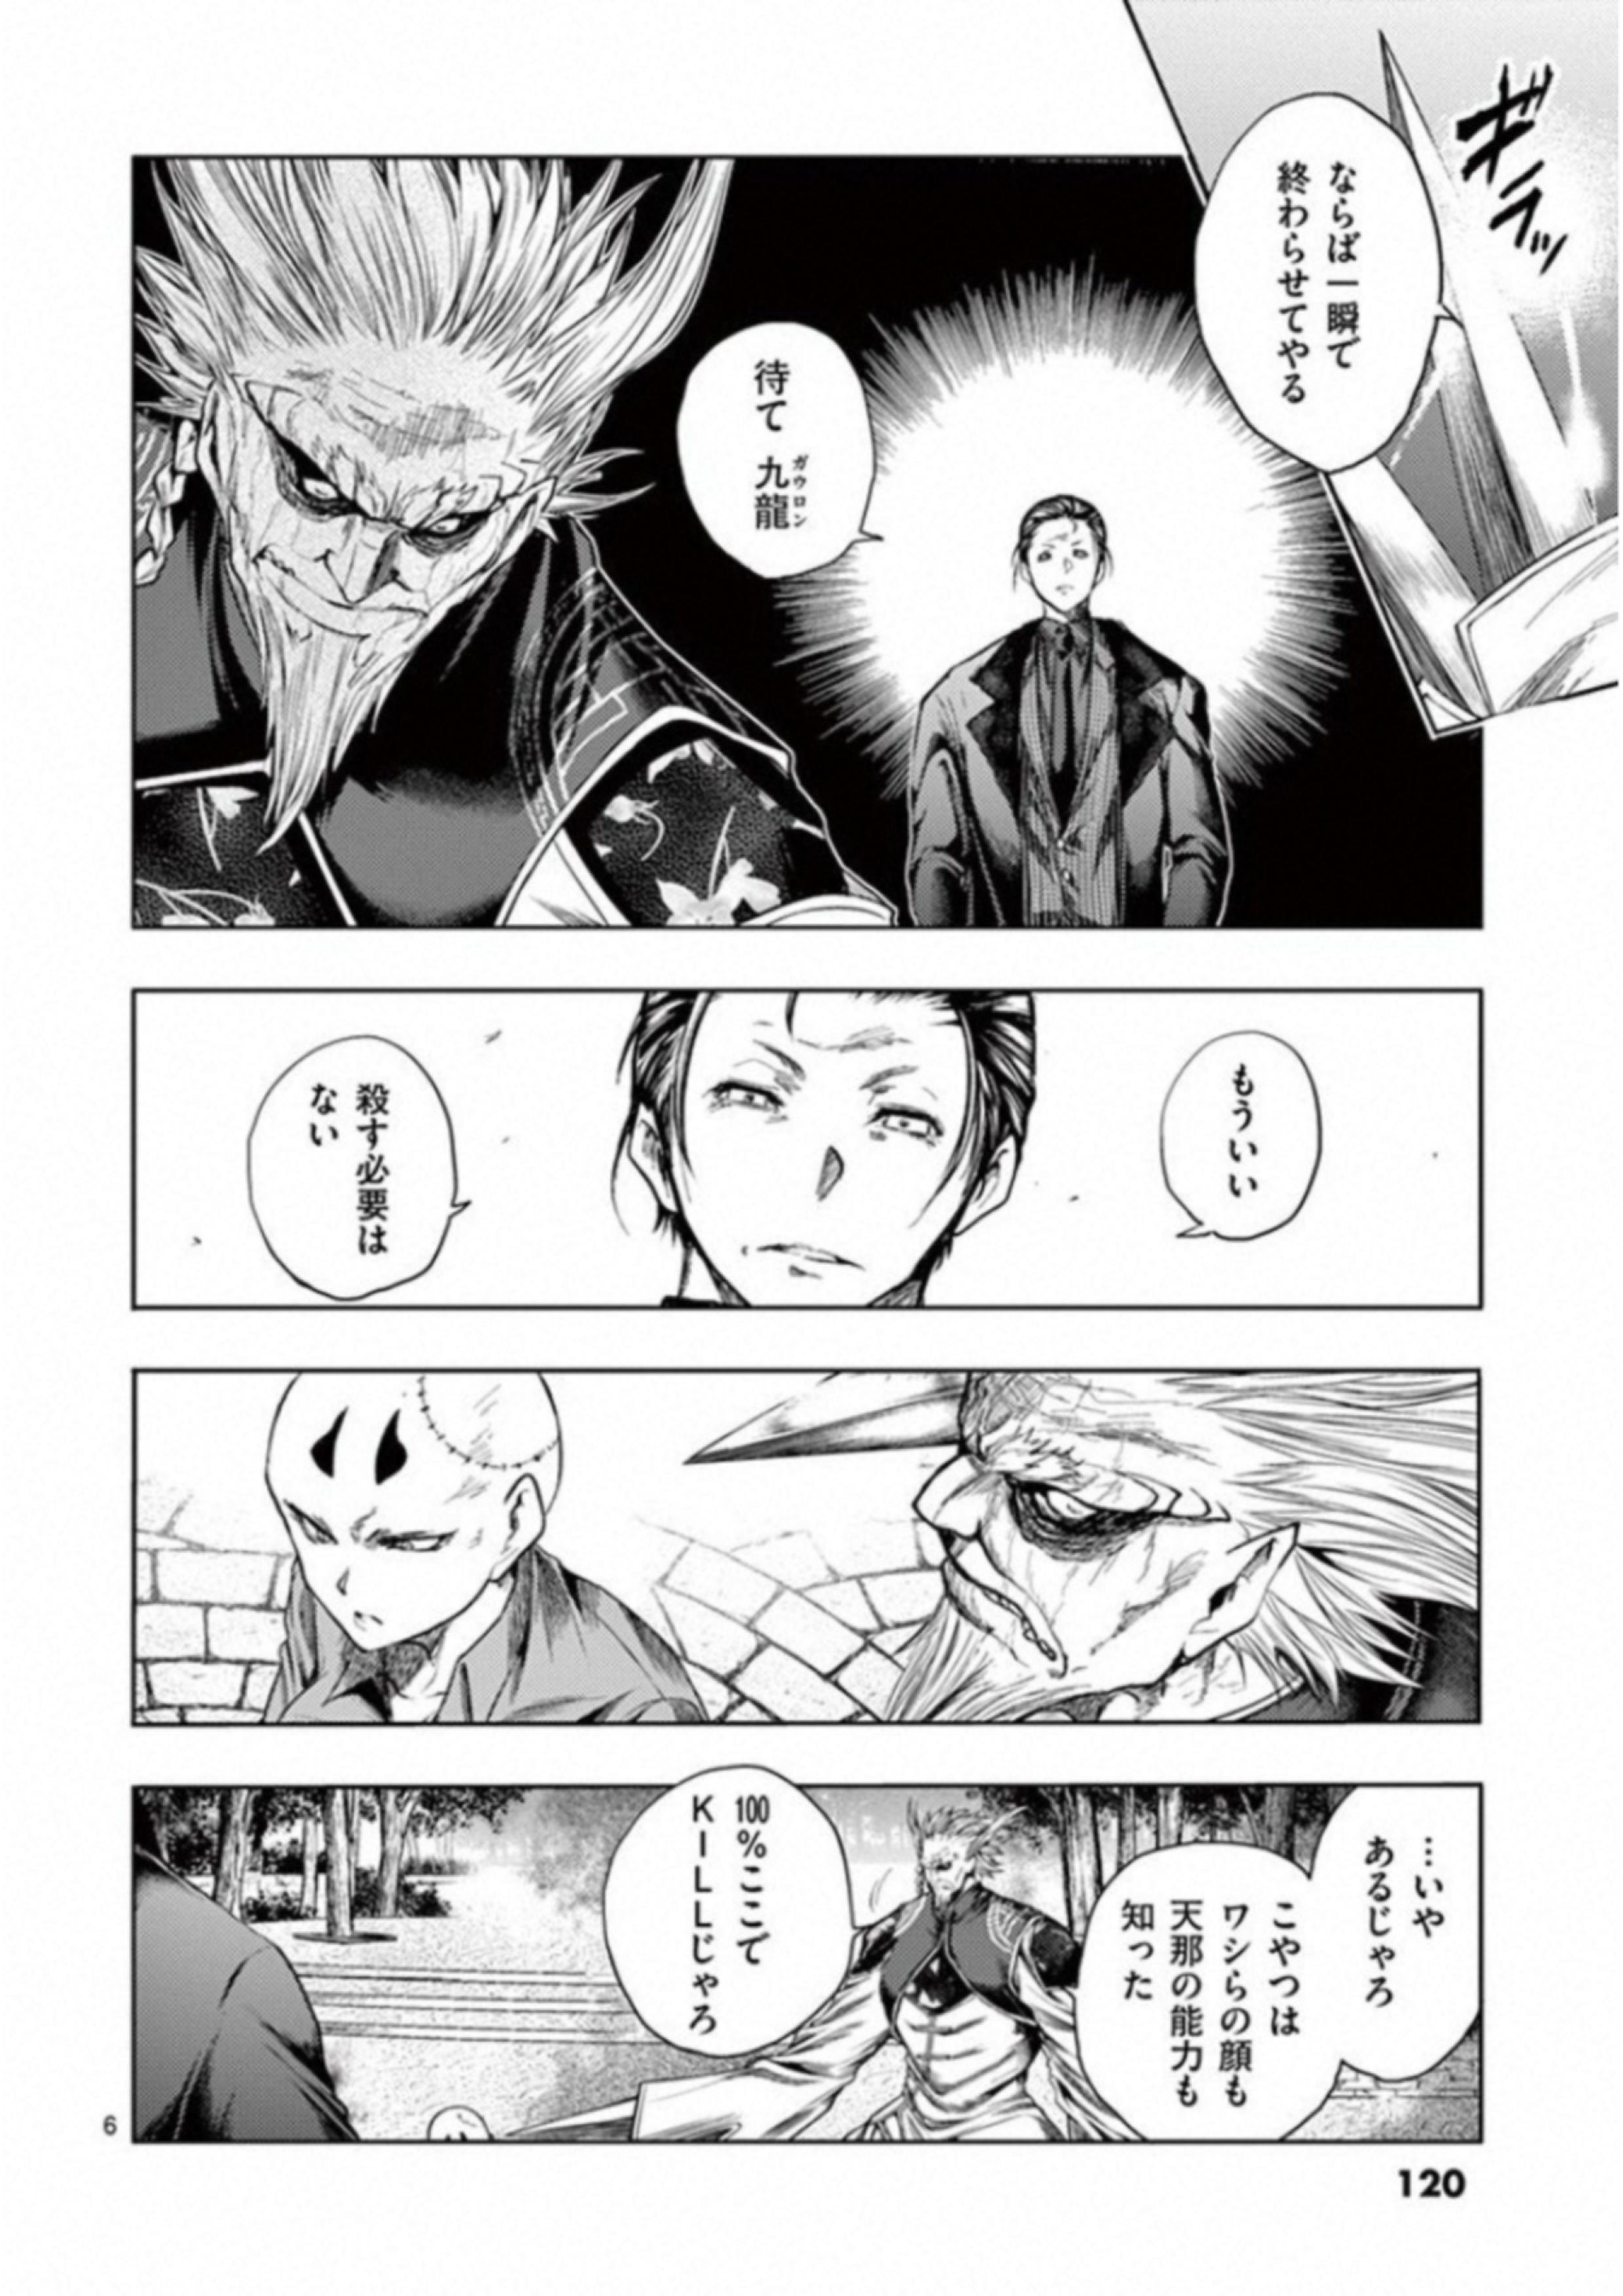 ギラッ
ならば一瞬で
終わらせてやる
待て 九龍
ガウロン
もういい
殺す必要は
ない
…いや
あるじゃろ
こやつは
ワシらの顔も
天那の能力も
知った
100%ここで
KILLじゃろ
6
120